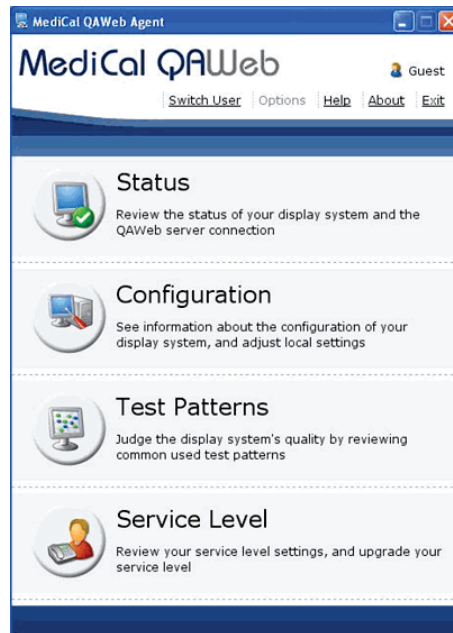 MediCal QAWeb Agent
MediCal QAWeb
Guest
Switch User Options Help About Exit
Status
Review the status of your display system and the
QAWeb server connection
Configuration
See information about the configuration of your
display system, and adjust local settings
Test Patterns
Judge the display system's quality by reviewing
common used test patterns
Service Level
Review your service level settings, and upgrade your
service level